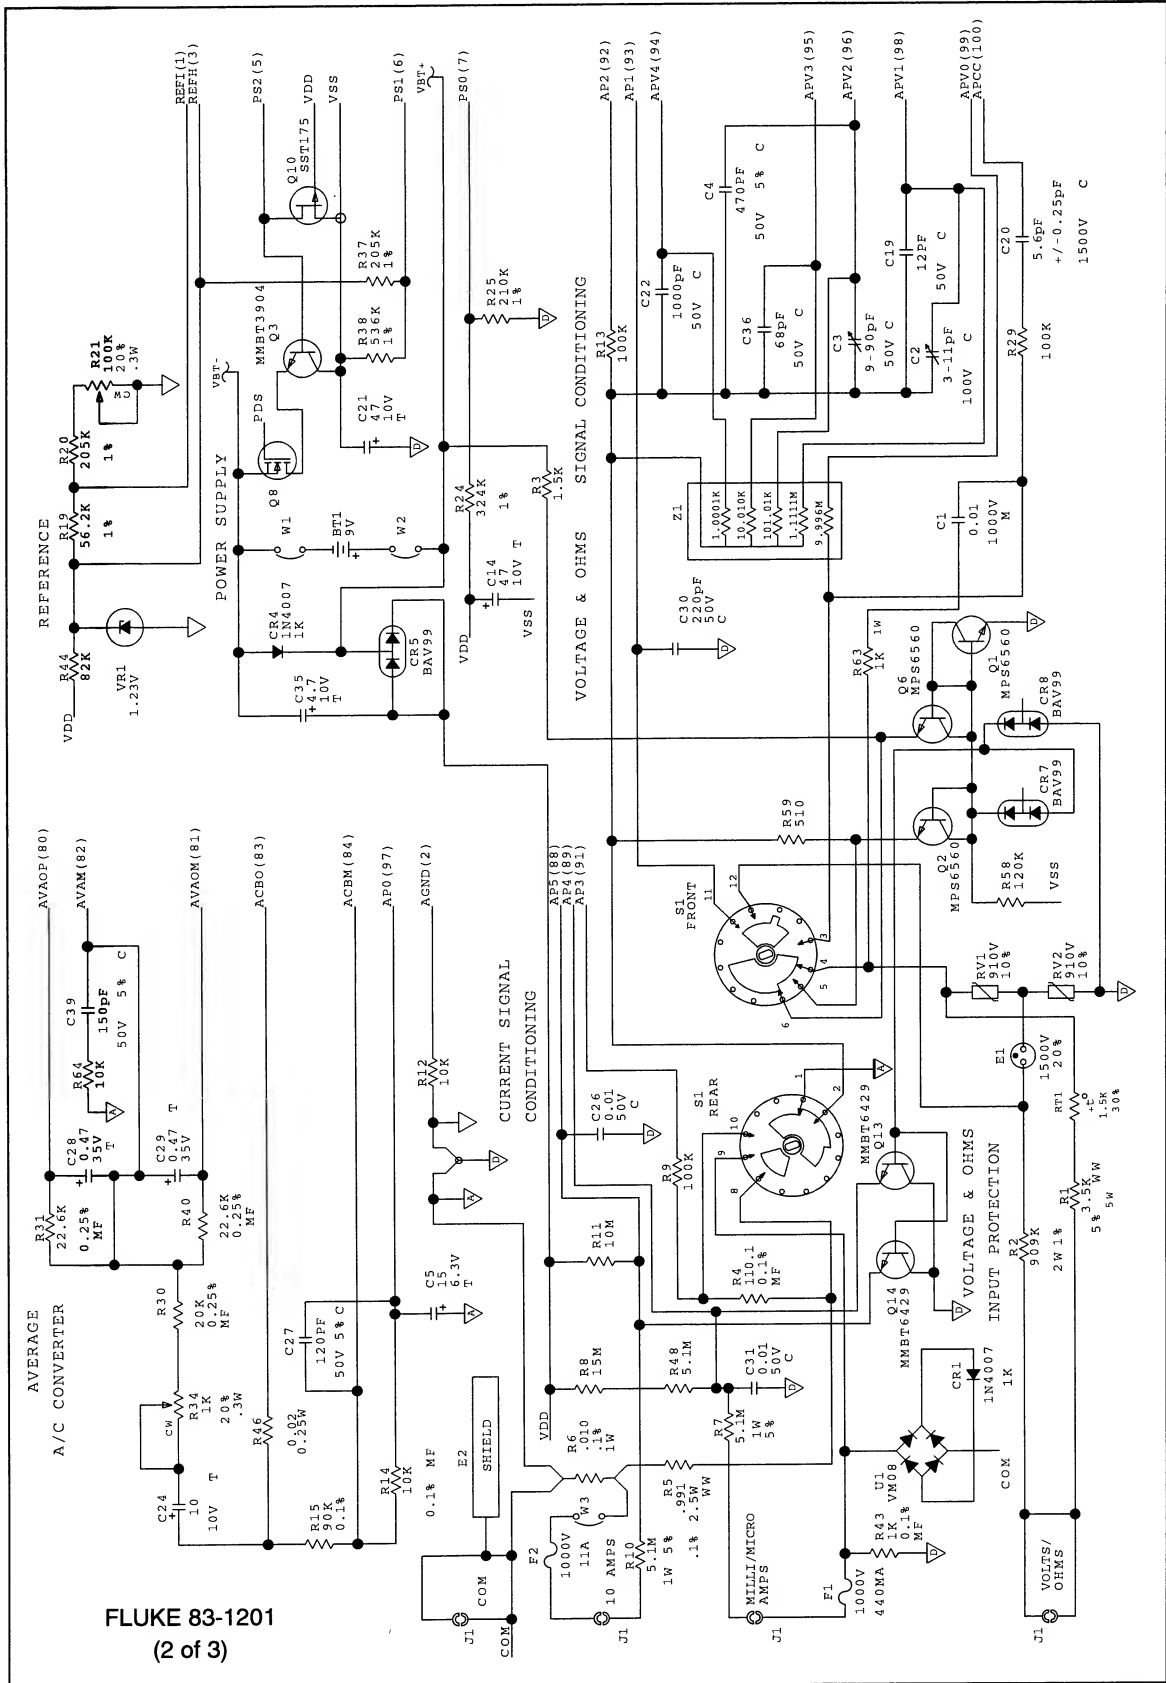 REFERENCE
VDD
R44
82K
VR1
1.23V
R19
56.2K
1%
R20
205K
1%
R21
100K
20%
.3W
CW
REFI(1)
REFH(3)
POWER SUPPLY
C35
4.7
10V
T
CR4
1N4007
1K
CR5
BAV99
W1
BT1
9V
W2
Q8
PDS
VBT-
MMBT3904
Q3
Q10
SST175
PS2(5)
VDD
VSS
C21
47
10V
T
D
R38
536K
1%
R37
205K
1%
PS1(6)
VBT+
VDD
C14
47
10V T
VSS
R24
324K
1%
R25
210K
1%
D
PS0(7)
R3
1.5K
VOLTAGE & OHMS SIGNAL CONDITIONING
AP2(92)
AP1(93)
APV4(94)
APV3(95)
APV2(96)
APV1(98)
APV0(99)
APCC(100)
R13
100K
C22
1000pF
50V C
C4
470PF
50V 5% C
C36
68pF
50V C
C3
9-90pF
50V C
C19
12PF
50V C
C2
3-11pF
100V C
C20
5.6pF
+/-0.25pF
1500V C
R29
100K
Z1
1.0001K
10.010K
101.01K
1.1111M
9.996M
C1
0.01
1000V
M
C30
220pF
50V
C
D
R63
1K 1W
Q6
MPS6560
Q1
MPS6560
D
CR8
BAV99
CR7
BAV99
Q2
MPS6560
R58
120K
VSS
R59
510
S1
FRONT
11
12
3
4
5
6
RV1
910V
10%
RV2
910V
10%
D
E1
1500V
20%
RT1
+t°
1.5K
30%
R1
3.5K
5% WW
5W
R2
909K
2W 1%
VOLTAGE & OHMS
INPUT PROTECTION
VOLTS/
OHMS
J1
AVERAGE
A/C CONVERTER
C24
10
10V T
CW
R34
1K
20%
.3W
R30
20K
0.25%
MF
R31
22.6K
0.25%
MF
C28
0.47
35V
T
C29
0.47
35V
T
R40
22.6K
0.25%
MF
A
R64
10K
C39
150pF
50V 5% C
AVAOP(80)
AVAM(82)
AVAOM(81)
ACBO(83)
ACBM(84)
AP0(97)
AGND(2)
R46
0.02
0.25W
R15
90K
0.1%
C27
120PF
50V 5% C
R14
10K
0.1% MF
C5
15
6.3V
T
A
R12
10K
A
D
CURRENT SIGNAL
CONDITIONING
AP5(88)
AP4(89)
AP3(91)
C26
0.01
50V
C
D
R9
100K
S1
REAR
10
9
8
1
2
A
MMBT6429
Q13
Q14
MMBT6429
D
R11
10M
R4
110.1
0.1%
MF
VDD
R8
15M
R48
5.1M
C31
0.01
50V
C
D
R7
5.1M
1W
5%
R6
.010
.1%
1W
W3
R5
.991
2.5W
.1% WW
F2
1000V
11A
10 AMPS
R10
5.1M
1W 5%
J1
E2
SHIELD
COM
J1
COM
MILLI/MICRO
AMPS
J1
F1
1000V
440MA
R43
1K
0.1%
MF
D
U1
VM08
COM
CR1
1N4007
1K
FLUKE 83-1201
(2 of 3)